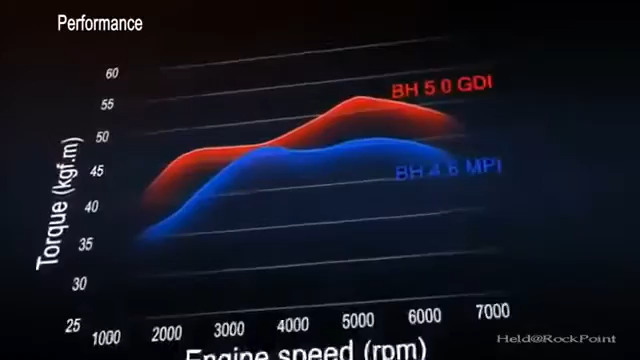 Performance
60
55
50
45
40
35
30
25
Torque (kgf.m)
BH 5.0 GDI
BH 4.6 MPI
1000 2000 3000 4000 5000 6000 7000
Engine speed (rpm)
Held@RockPoint